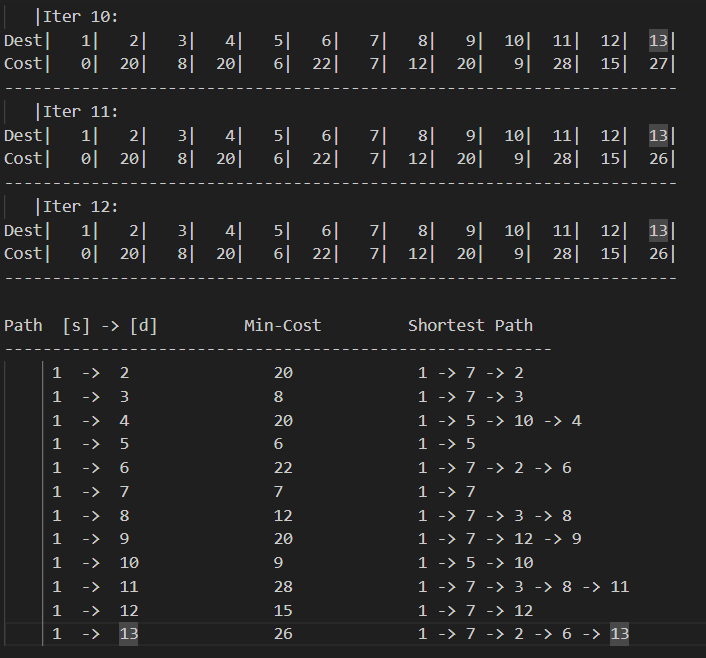 |Iter 10:
Dest|   1|   2|   3|   4|   5|   6|   7|   8|   9|  10|  11|  12|  13|
Cost|   0|  20|   8|  20|   6|  22|   7|  12|  20|   9|  28|  15|  27|
----------------------------------------------------------------------
|Iter 11:
Dest|   1|   2|   3|   4|   5|   6|   7|   8|   9|  10|  11|  12|  13|
Cost|   0|  20|   8|  20|   6|  22|   7|  12|  20|   9|  28|  15|  26|
----------------------------------------------------------------------
|Iter 12:
Dest|   1|   2|   3|   4|   5|   6|   7|   8|   9|  10|  11|  12|  13|
Cost|   0|  20|   8|  20|   6|  22|   7|  12|  20|   9|  28|  15|  26|
----------------------------------------------------------------------
Path  [s] -> [d]         Min-Cost         Shortest Path
---------------------------------------------------------
1  ->  2               20             1 -> 7 -> 2
1  ->  3               8              1 -> 7 -> 3
1  ->  4               20             1 -> 5 -> 10 -> 4
1  ->  5               6              1 -> 5
1  ->  6               22             1 -> 7 -> 2 -> 6
1  ->  7               7              1 -> 7
1  ->  8               12             1 -> 7 -> 3 -> 8
1  ->  9               20             1 -> 7 -> 12 -> 9
1  ->  10              9              1 -> 5 -> 10
1  ->  11              28             1 -> 7 -> 3 -> 8 -> 11
1  ->  12              15             1 -> 7 -> 12
1  ->  13              26             1 -> 7 -> 2 -> 6 -> 13